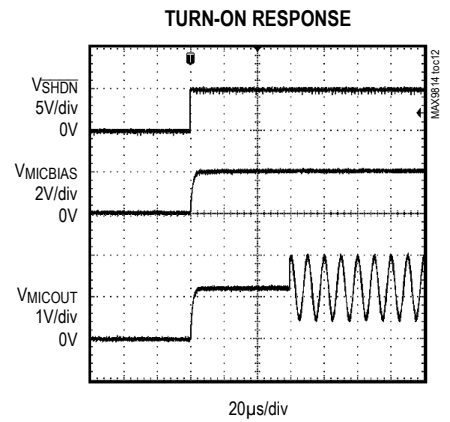 TURN-ON RESPONSE
MAX9814 toc12
VSHDN
5V/div
0V
VMICBIAS
2V/div
0V
VMICOUT
1V/div
0V
20µs/div